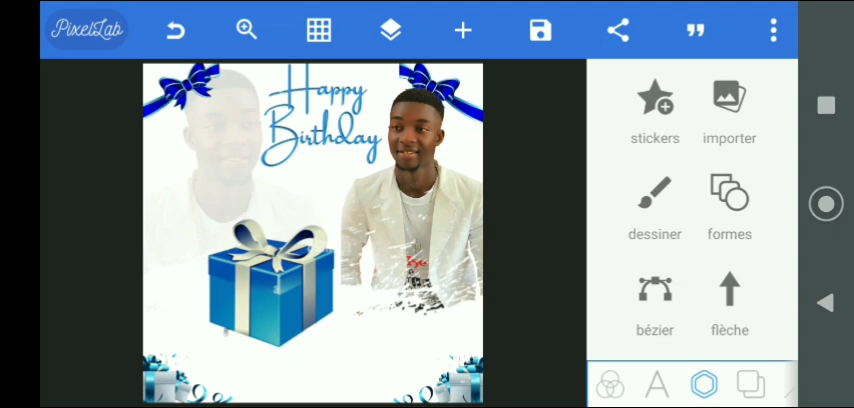 PixelLab
Happy
Birthday
stickers
importer
dessiner
formes
bézier
flèche